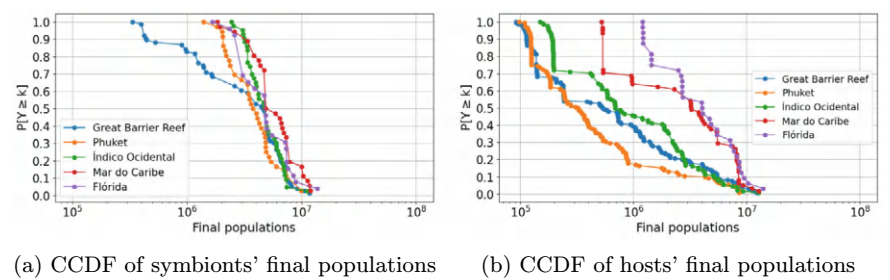 1.0
0.9
0.8
0.7
0.6
0.5
0.4
0.3
0.2
0.1
0.0
P[Y ≥ k]
Great Barrier Reef
Phuket
Índico Ocidental
Mar do Caribe
Flórida
10⁵ 10⁶ 10⁷ 10⁸
Final populations
(a) CCDF of symbionts' final populations
1.0
0.9
0.8
0.7
0.6
0.5
0.4
0.3
0.2
0.1
0.0
P[Y ≥ k]
Great Barrier Reef
Phuket
Índico Ocidental
Mar do Caribe
Flórida
10⁵ 10⁶ 10⁷ 10⁸
Final populations
(b) CCDF of hosts' final populations